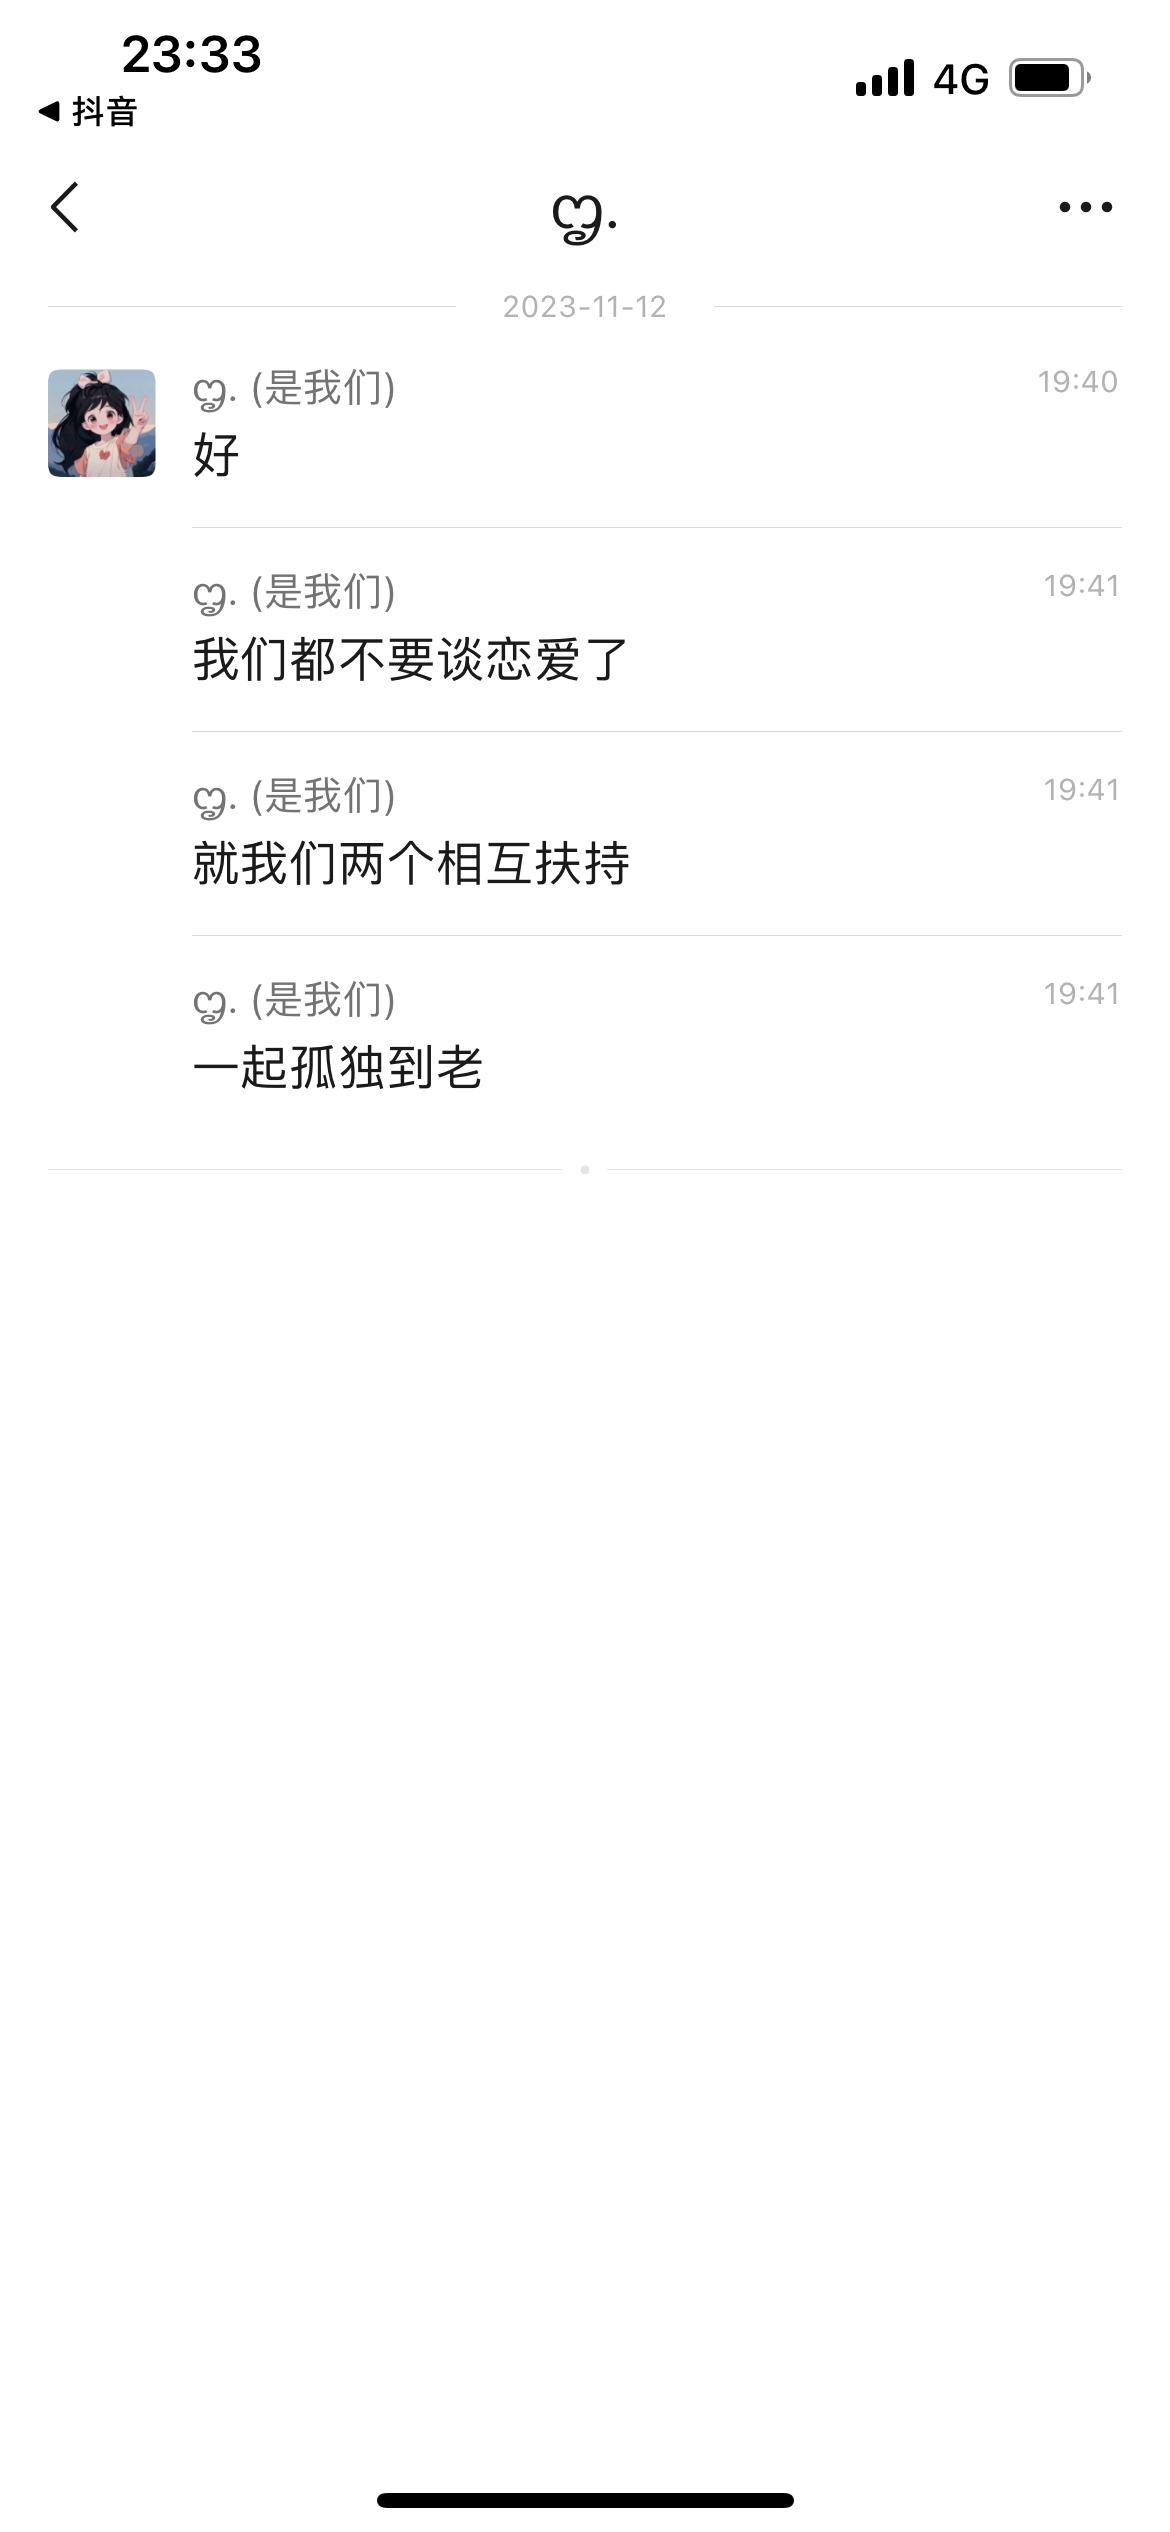 23:33
4G
◀ 抖音
ო.
2023-11-12
(是我们)
19:40
好
(是我们)
19:41
我们都不要谈恋爱了
(是我们)
19:41
就我们两个相互扶持
(是我们)
19:41
一起孤独到老